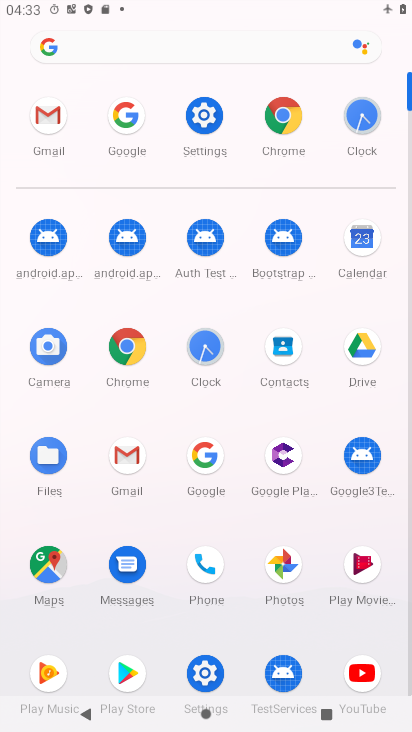 04:33
Gmail Google Settings Chrome Clock
android.ap... android.ap... Auth Test ... Bootstrap ... Calendar
Camera Chrome Clock Contacts Drive
Files Gmail Google Google Pla... Google3Te...
Maps Messages Phone Photos Play Movie...
Play Music Play Store Settings TestServices YouTube